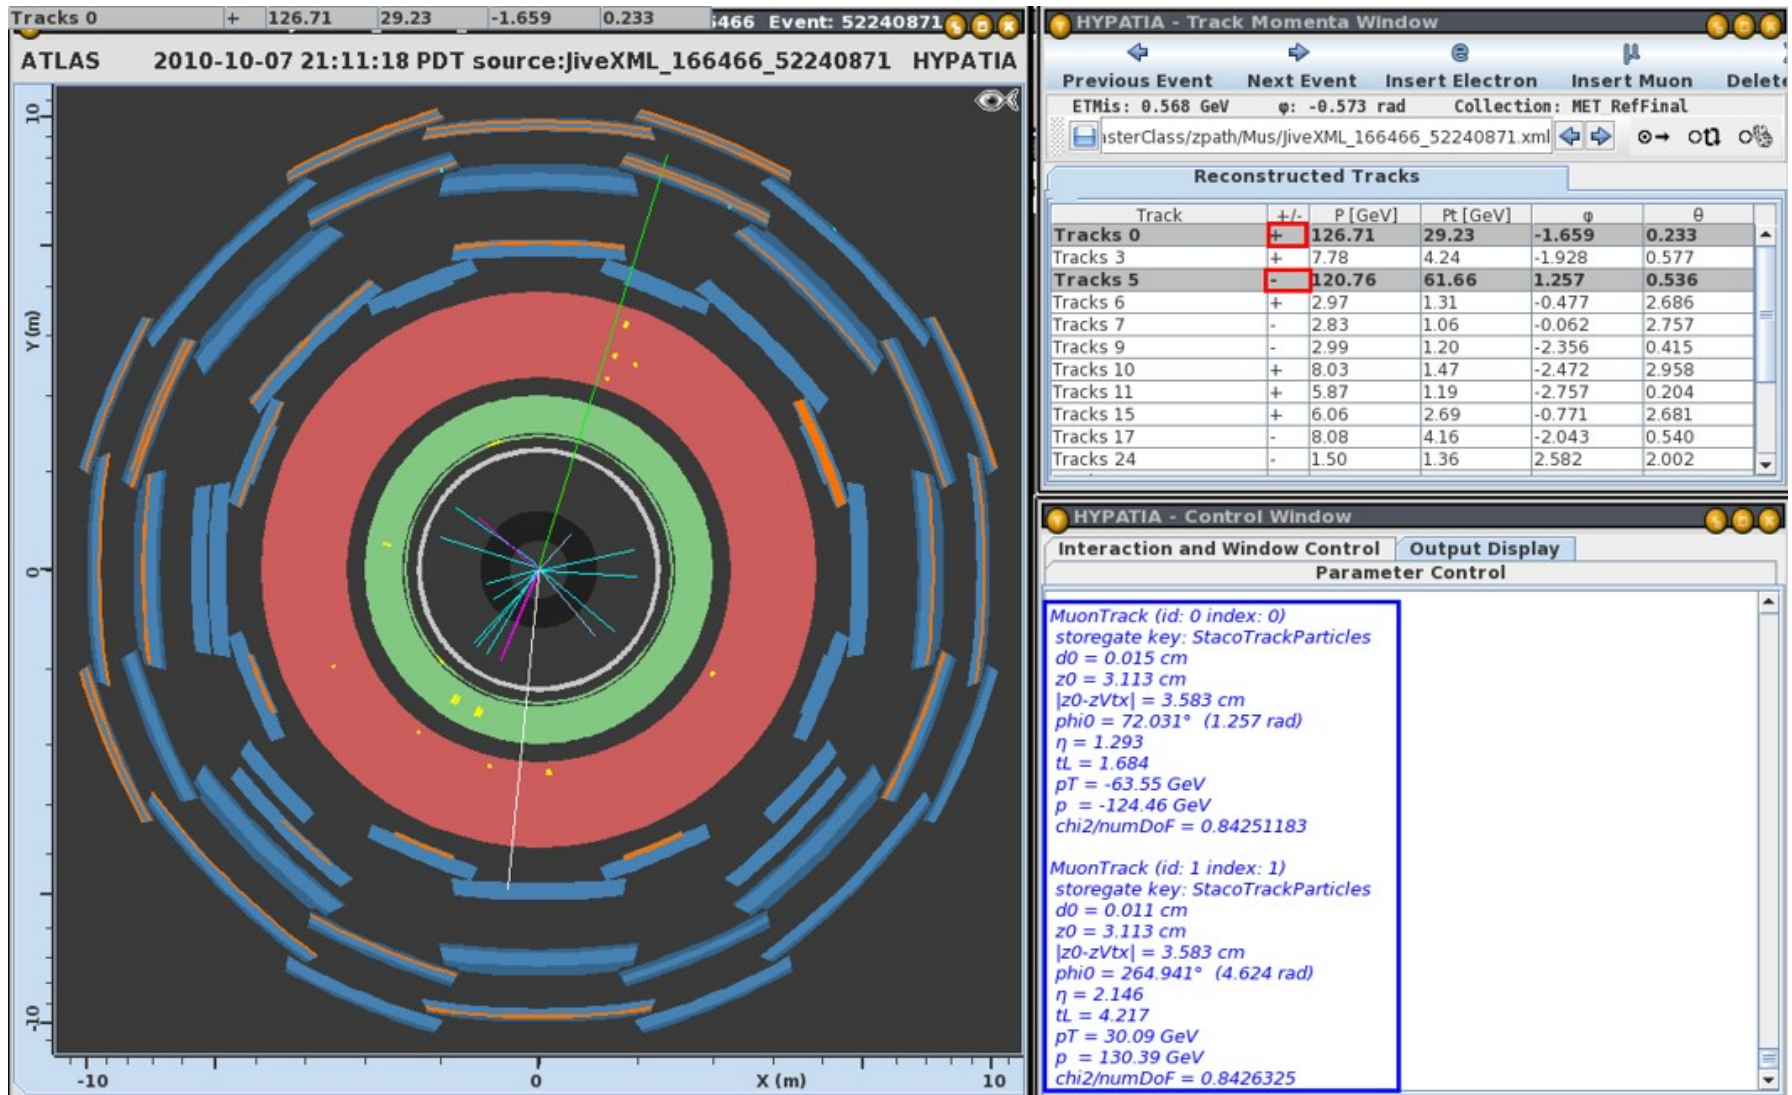 Tracks 0 + 126.71 29.23 -1.659 0.233
Event: 52240871
ATLAS 2010-10-07 21:11:18 PDT source:JiveXML_166466_52240871 HYPATIA
10
Y (m)
0
-10
-10 0 X (m) 10
HYPATIA - Track Momenta Window
Previous Event Next Event Insert Electron Insert Muon
ETMis: 0.568 GeV φ: -0.573 rad Collection: MET_RefFinal
asterClass/zpath/Mus/JiveXML_166466_52240871.xml
Reconstructed Tracks
Track +/- P [GeV] Pt [GeV] φ θ
Tracks 0 + 126.71 29.23 -1.659 0.233
Tracks 3 + 7.78 4.24 -1.928 0.577
Tracks 5 - 120.76 61.66 1.257 0.536
Tracks 6 + 2.97 1.31 -0.477 2.686
Tracks 7 - 2.83 1.06 -0.062 2.757
Tracks 9 - 2.99 1.20 -2.356 0.415
Tracks 10 + 8.03 1.47 -2.472 2.958
Tracks 11 + 5.87 1.19 -2.757 0.204
Tracks 15 + 6.06 2.69 -0.771 2.681
Tracks 17 - 8.08 4.16 -2.043 0.540
Tracks 24 - 1.50 1.36 2.582 2.002
HYPATIA - Control Window
Interaction and Window Control Output Display
Parameter Control
MuonTrack (id: 0 index: 0)
storegate key: StacoTrackParticles
d0 = 0.015 cm
z0 = 3.113 cm
|z0-zVtx| = 3.583 cm
phi0 = 72.031° (1.257 rad)
η = 1.293
tL = 1.684
pT = -63.55 GeV
p = -124.46 GeV
chi2/numDoF = 0.84251183
MuonTrack (id: 1 index: 1)
storegate key: StacoTrackParticles
d0 = 0.011 cm
z0 = 3.113 cm
|z0-zVtx| = 3.583 cm
phi0 = 264.941° (4.624 rad)
η = 2.146
tL = 4.217
pT = 30.09 GeV
p = 130.39 GeV
chi2/numDoF = 0.8426325